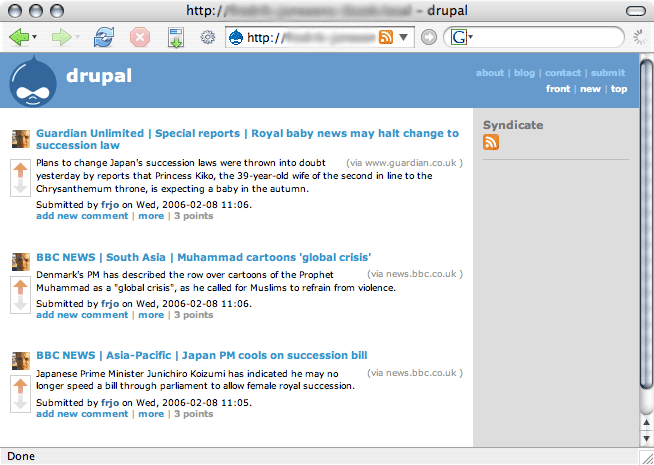 http:// - drupal
http://
G
drupal
about | blog | contact | submit
front | new | top
Guardian Unlimited | Special reports | Royal baby news may halt change to
succession law
Plans to change Japan's succession laws were thrown into doubt (via www.guardian.co.uk )
yesterday by reports that Princess Kiko, the 39-year-old wife of the second in line to the
Chrysanthemum throne, is expecting a baby in the autumn.
Submitted by frjo on Wed, 2006-02-08 11:06.
add new comment | more | 3 points
BBC NEWS | South Asia | Muhammad cartoons 'global crisis'
Denmark's PM has described the row over cartoons of the Prophet (via news.bbc.co.uk )
Muhammad as a "global crisis", as he called for Muslims to refrain from violence.
Submitted by frjo on Wed, 2006-02-08 11:06.
add new comment | more | 3 points
BBC NEWS | Asia-Pacific | Japan PM cools on succession bill
Japanese Prime Minister Junichiro Koizumi has indicated he may no (via news.bbc.co.uk )
longer speed a bill through parliament to allow female royal succession.
Submitted by frjo on Wed, 2006-02-08 11:05.
add new comment | more | 3 points
Syndicate
Done